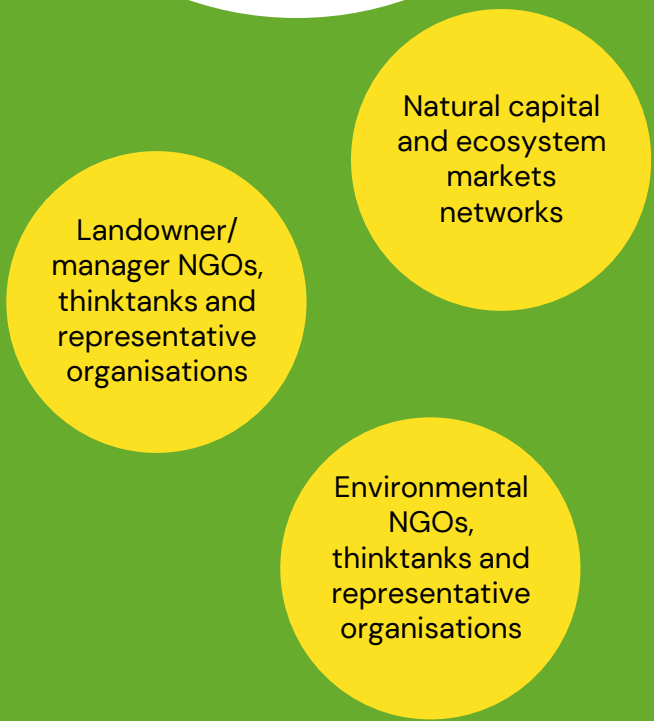 Natural capital
and ecosystem
markets
networks
Landowner/
manager NGOs,
thinktanks and
representative
organisations
Environmental
NGOs,
thinktanks and
representative
organisations